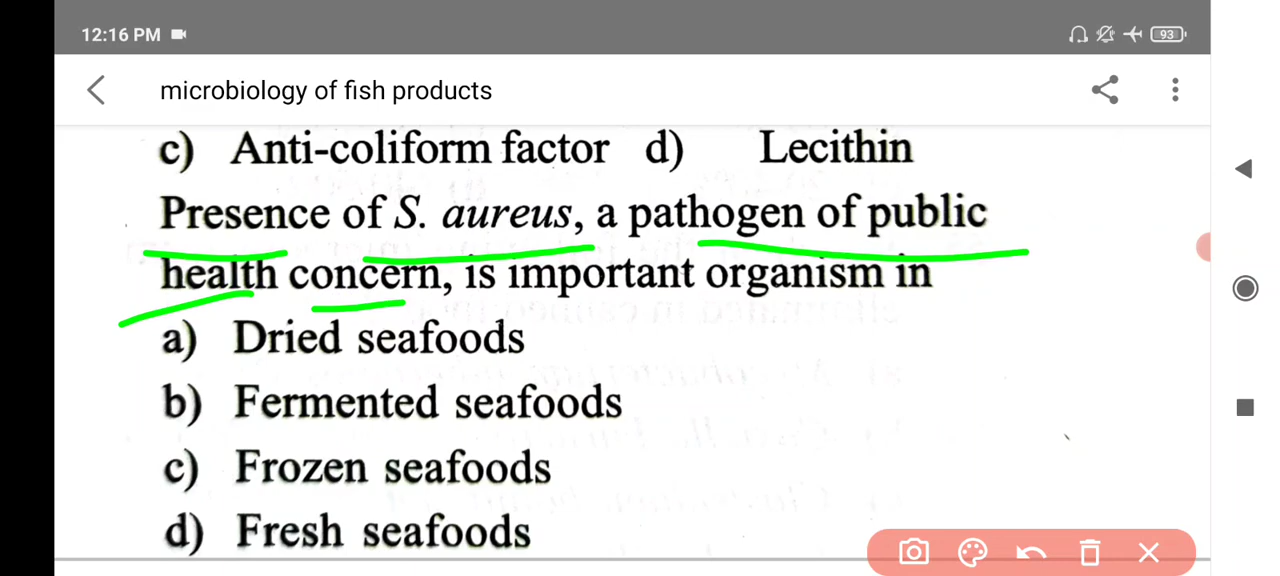 12:16 PM 93
microbiology of fish products
c) Anti-coliform factor d) Lecithin
Presence of S. aureus, a pathogen of public
health concern, is important organism in
a) Dried seafoods
b) Fermented seafoods
c) Frozen seafoods
d) Fresh seafoods